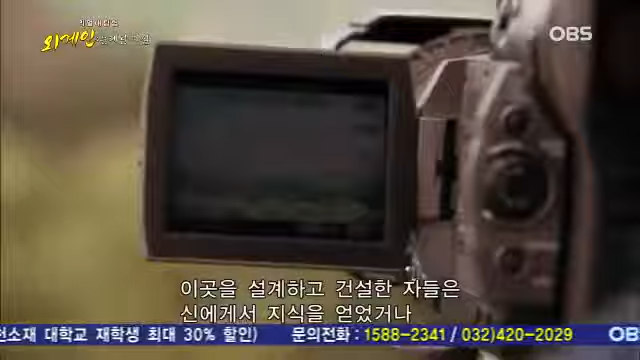 외계인
OBS
이곳을 설계하고 건설한 자들은
신에게서 지식을 얻었거나
천소재 대학교 재학생 최대 30% 할인) 문의전화 : 1588-2341 / 032)420-2029 OB